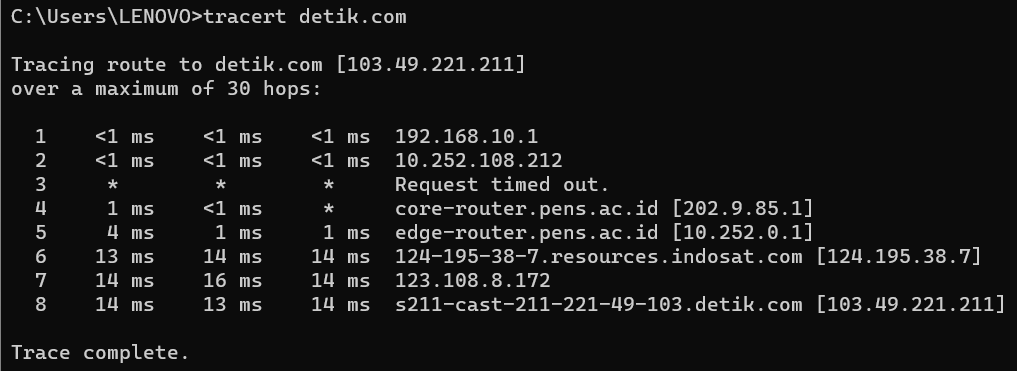 C:\Users\LENOVO>tracert detik.com
Tracing route to detik.com [103.49.221.211]
over a maximum of 30 hops:
1 <1 ms <1 ms <1 ms 192.168.10.1
2 <1 ms <1 ms <1 ms 10.252.108.212
3 * * * Request timed out.
4 1 ms <1 ms * core-router.pens.ac.id [202.9.85.1]
5 4 ms 1 ms 1 ms edge-router.pens.ac.id [10.252.0.1]
6 13 ms 14 ms 14 ms 124-195-38-7.resources.indosat.com [124.195.38.7]
7 14 ms 16 ms 14 ms 123.108.8.172
8 14 ms 13 ms 14 ms s211-cast-211-221-49-103.detik.com [103.49.221.211]
Trace complete.